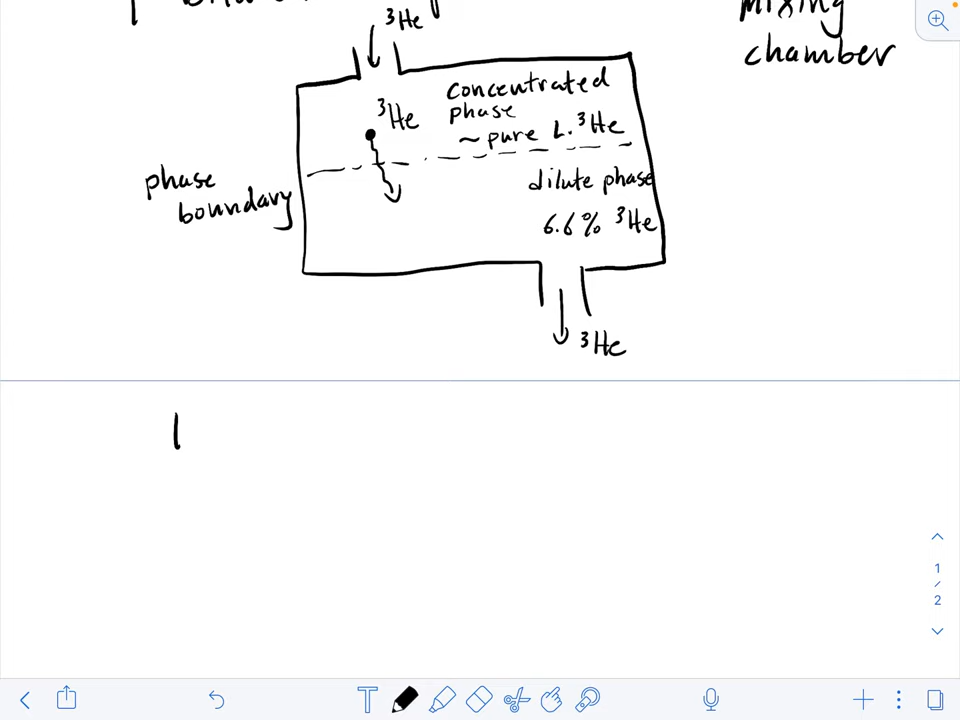 mixing
chamber
³He
concentrated
phase
~ pure L. ³He
³He
phase
boundary
dilute phase
6.6% ³He
³He
1
/
2
T